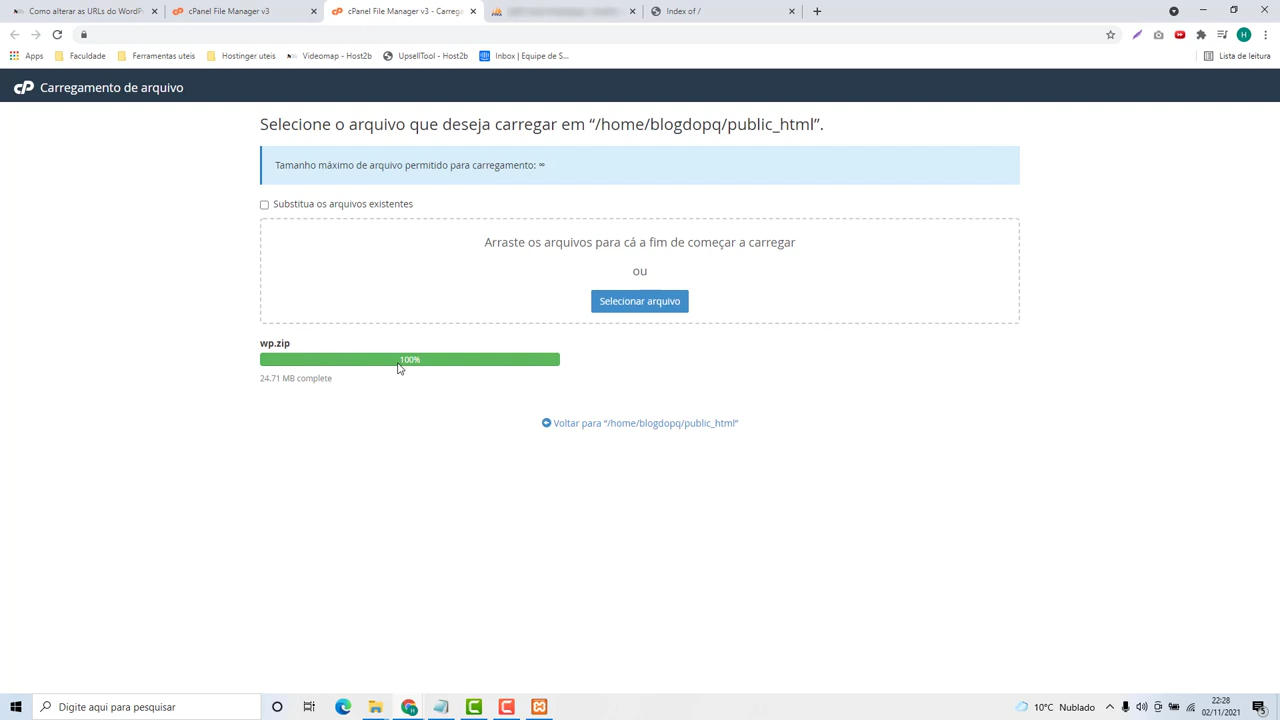 Como alterar as URLs do WordP
cPanel File Manager v3
cPanel File Manager v3 - Carrega
Index of /
Apps
Faculdade
Ferramentas uteis
Hostinger uteis
Videomap - Host2b
UpsellTool - Host2b
Inbox | Equipe de S...
Lista de leitura
cP Carregamento de arquivo
Selecione o arquivo que deseja carregar em “/home/blogdopq/public_html”.
Tamanho máximo de arquivo permitido para carregamento: ∞
Substitua os arquivos existentes
Arraste os arquivos para cá a fim de começar a carregar
ou
Selecionar arquivo
wp.zip
100%
24.71 MB complete
Voltar para “/home/blogdopq/public_html”
Digite aqui para pesquisar
10°C Nublado
22:28
02/11/2021